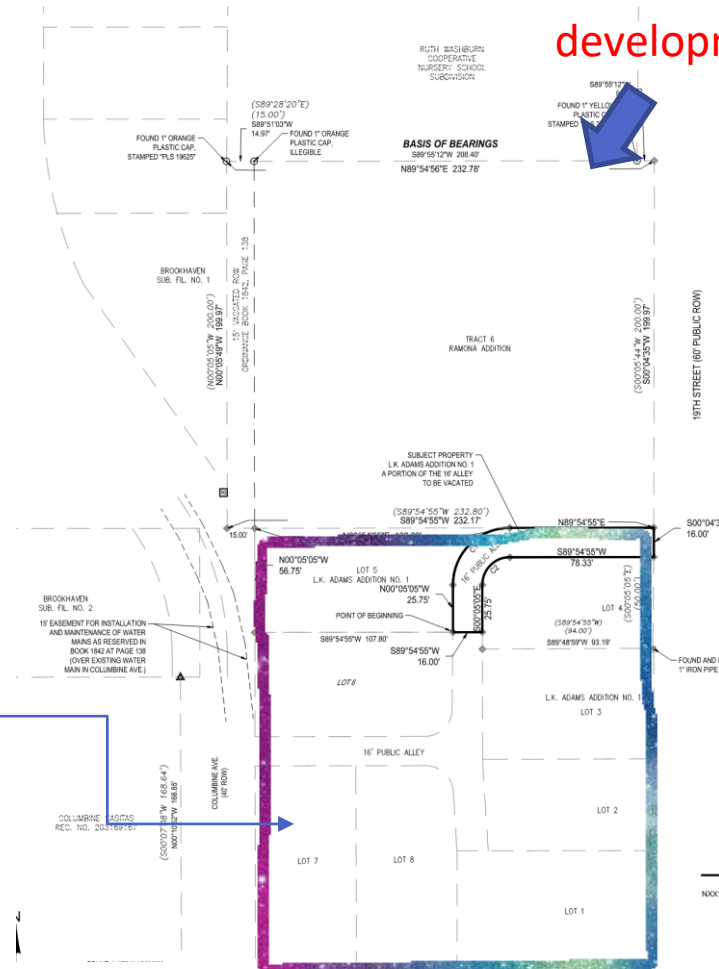 developm
RUTH WASHBURN
COOPERATIVE
NURSERY SCHOOL
SUBDIVISION
S89°55'12"
FOUND 1" YELLO
PLASTIC
STAMPED
(S89°28'20"E)
(15.00')
S89°51'03"W
14.97'
FOUND 1" ORANGE
PLASTIC CAP,
STAMPED "PLS 19625"
FOUND 1" ORANGE
PLASTIC CAP,
ILLEGIBLE
BASIS OF BEARINGS
S89°55'12"W 208.40'
N89°54'56"E 232.78'
BROOKHAVEN
SUB. FIL. NO. 1
(N00°05'05"W 200.00')
N00°05'49"W 199.97'
15' VACATED ROW
ORDINANCE BOOK 1842, PAGE 138
TRACT 6
RAMONA ADDITION
(S00°05'44"W 200.00')
S00°04'35"W 199.97'
19TH STREET (60' PUBLIC ROW)
SUBJECT PROPERTY
L.K. ADAMS ADDITION NO. 1
A PORTION OF THE 16' ALLEY
TO BE VACATED
(S89°54'55"W 232.80')
S89°54'55"W 232.17'
N89°54'55"E
S00°04'3
16.00'
15.00'
N00°05'05"W
56.75'
LOT 5
L.K. ADAMS ADDITION NO. 1
C1
16' PUBLIC AL
C2
S89°54'55"W
78.33'
N00°05'05"W
25.75'
S00°05'05"E
25.75'
POINT OF BEGINNING
S89°54'55"W 107.80'
S89°54'55"W
16.00'
LOT 4
(S00°05'05"E)
(50.00')
(S89°54'55"W)
(94.00')
S89°48'59"W 93.19'
FOUND AND
1" IRON PIPE
BROOKHAVEN
SUB. FIL. NO. 2
15' EASEMENT FOR INSTALLATION
AND MAINTENANCE OF WATER
MAINS AS RESERVED IN
BOOK 1842 AT PAGE 138
(OVER EXISTING WATER
MAIN IN COLUMBINE AVE.)
LOT 6
L.K. ADAMS ADDITION NO. 1
LOT 3
16' PUBLIC ALLEY
COLUMBINE AVE.
(40' ROW)
COLUMBINE CASITAS
REC. NO. 203169167
(S00°07'08"W 168.64')
N00°10'52"W 168.85'
LOT 2
LOT 7
LOT 8
LOT 1
NXX°
N